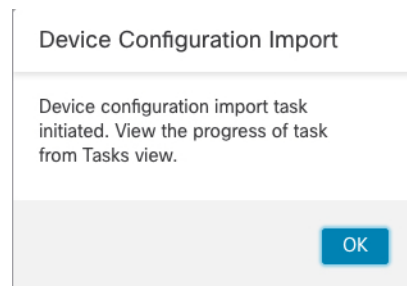 Device Configuration Import
Device configuration import task
initiated. View the progress of task
from Tasks view.
OK